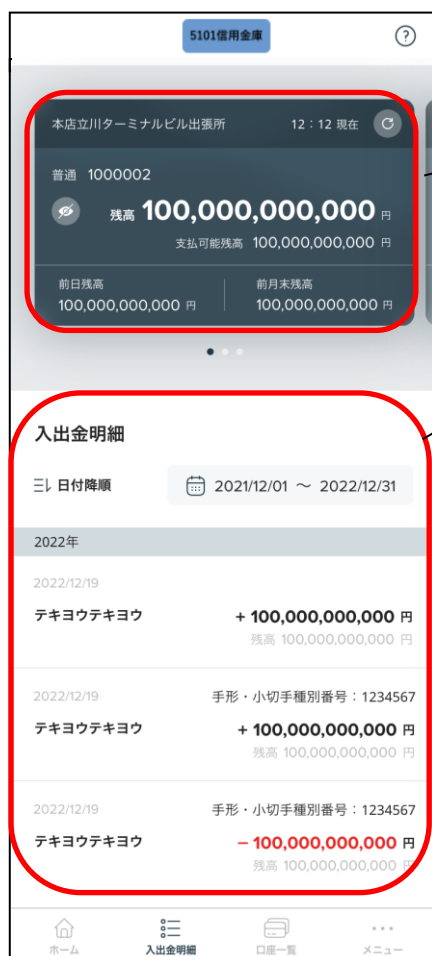 5101信用金庫
?
本店立川ターミナルビル出張所 12：12 現在
普通 1000002
残高 100,000,000,000 円
支払可能残高 100,000,000,000 円
前日残高 前月末残高
100,000,000,000 円 100,000,000,000 円
入出金明細
日付降順 2021/12/01 ～ 2022/12/31
2022年
2022/12/19
テキヨウテキヨウ + 100,000,000,000 円
残高 100,000,000,000 円
2022/12/19 手形・小切手種別番号：1234567
テキヨウテキヨウ + 100,000,000,000 円
残高 100,000,000,000 円
2022/12/19 手形・小切手種別番号：1234567
テキヨウテキヨウ − 100,000,000,000 円
残高 100,000,000,000 円
ホーム 入出金明細 口座一覧 メニュー